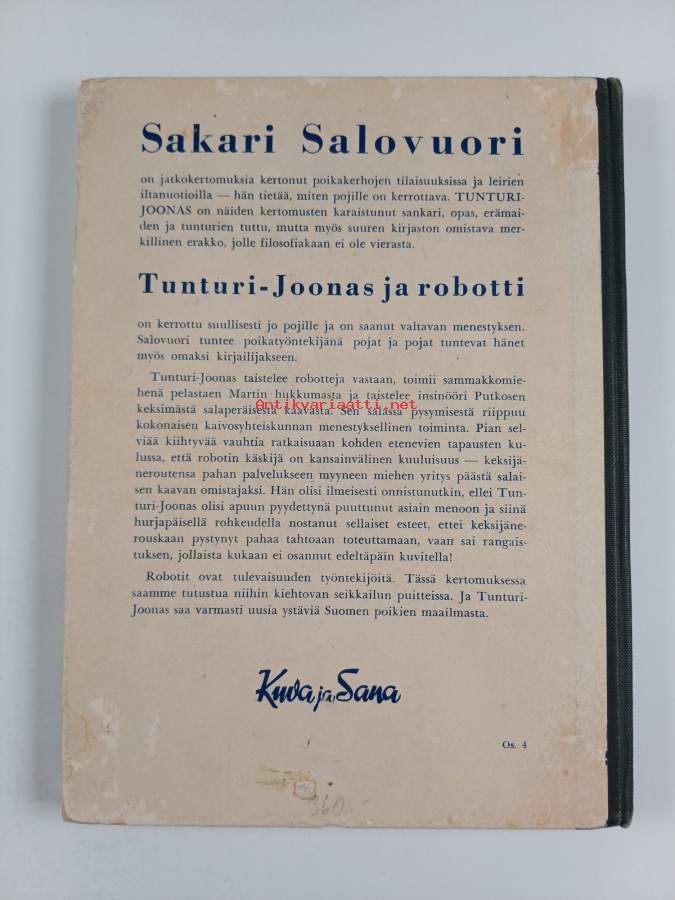 Sakari Salovuori
on jatkokertomuksia kertonut poikakerhojen tilaisuuksissa ja leirien
iltanuotioilla — hän tietää, miten pojille on kerrottava. TUNTURI-
JOONAS on näiden kertomusten karaistunut sankari, opas, erämai-
den ja tunturien tuttu, mutta myös suuren kirjaston omistava mer-
killinen erakko, jolle filosofiakaan ei ole vierasta.
Tunturi-Joonas ja robotti
on kerrottu suullisesti jo pojille ja on saanut valtavan menestyksen.
Salovuori tuntee poikatyöntekijänä pojat ja pojat tuntevat hänet
myös omaksi kirjailijakseen.
Tunturi-Joonas taistelee robotteja vastaan, toimii sammakkomie-
henä pelastaen Martin hukkumasta ja taistelee insinööri Putkosen
keksimästä salaperäisestä kaavasta. Sen salassa pysymisestä riippuu
Antikvariaatti.net
kokonaisen kaivosyhteiskunnan menestyksellinen toiminta. Pian sel-
viää kiihtyvää vauhtia ratkaisuaan kohden etenevien tapausten ku-
lussa, että robotin käskijä on kansainvälinen kuuluisuus — keksijä-
neroutensa pahan palvelukseen myyneen miehen yritys päästä salai-
sen kaavan omistajaksi. Hän olisi ilmeisesti onnistunutkin, ellei Tun-
turi-Joonas olisi apuun pyydettynä puuttunut asiain menoon ja siinä
hurjapäisellä rohkeudella nostanut sellaiset esteet, ettei keksijäne-
rouskaan pystynyt pahaa tahtoaan toteuttamaan, vaan sai rangais-
tuksen, jollaista kukaan ei osannut edeltäpäin kuvitella!
Robotit ovat tulevaisuuden työntekijöitä. Tässä kertomuksessa
saamme tutustua niihin kiehtovan seikkailun puitteissa. Ja Tunturi-
Joonas saa varmasti uusia ystäviä Suomen poikien maailmasta.
Kuva ja Sana
Os. 4
360.-